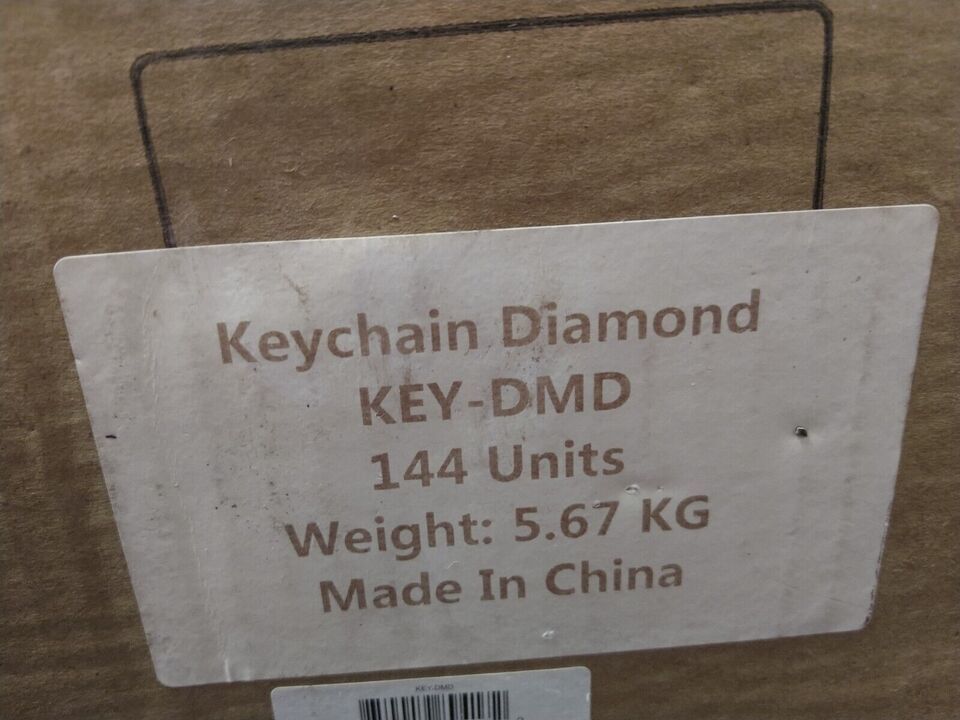 Keychain Diamond
KEY-DMD
144 Units
Weight: 5.67 KG
Made In China
KEY-DMD